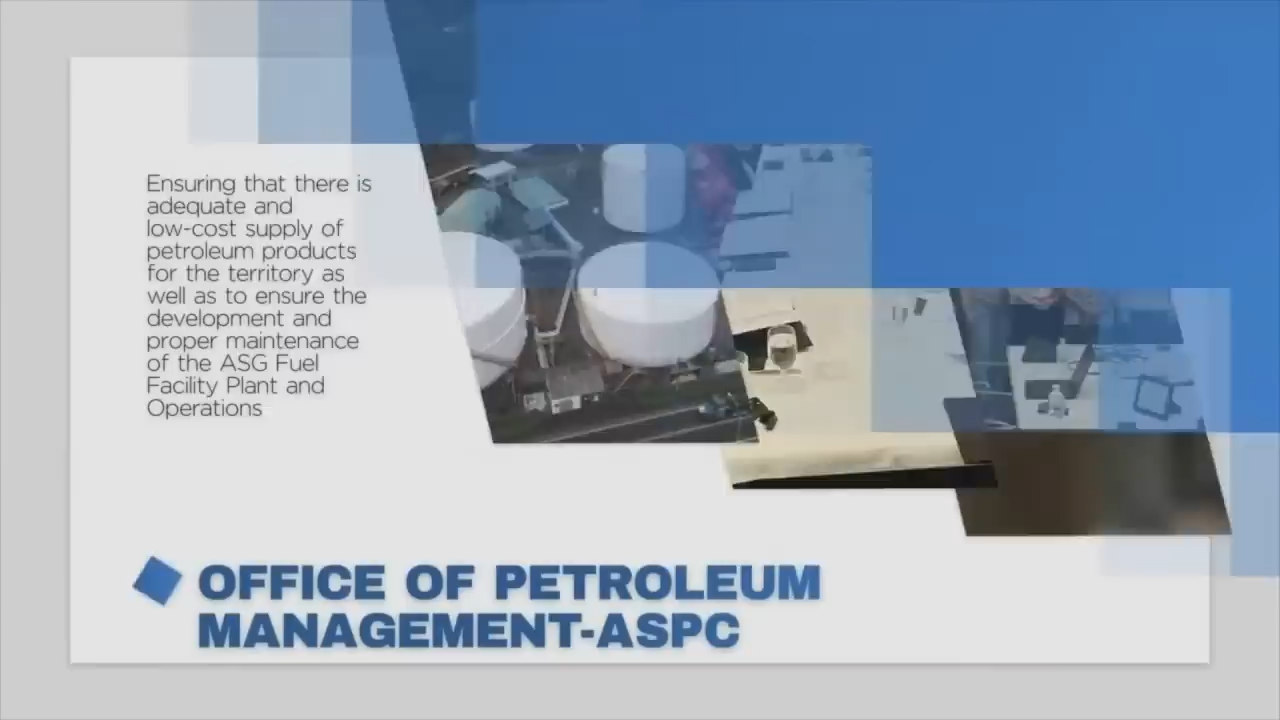 Ensuring that there is
adequate and
low-cost supply of
petroleum products
for the territory as
well as to ensure the
development and
proper maintenance
of the ASG Fuel
Facility Plant and
Operations
OFFICE OF PETROLEUM
MANAGEMENT-ASPC